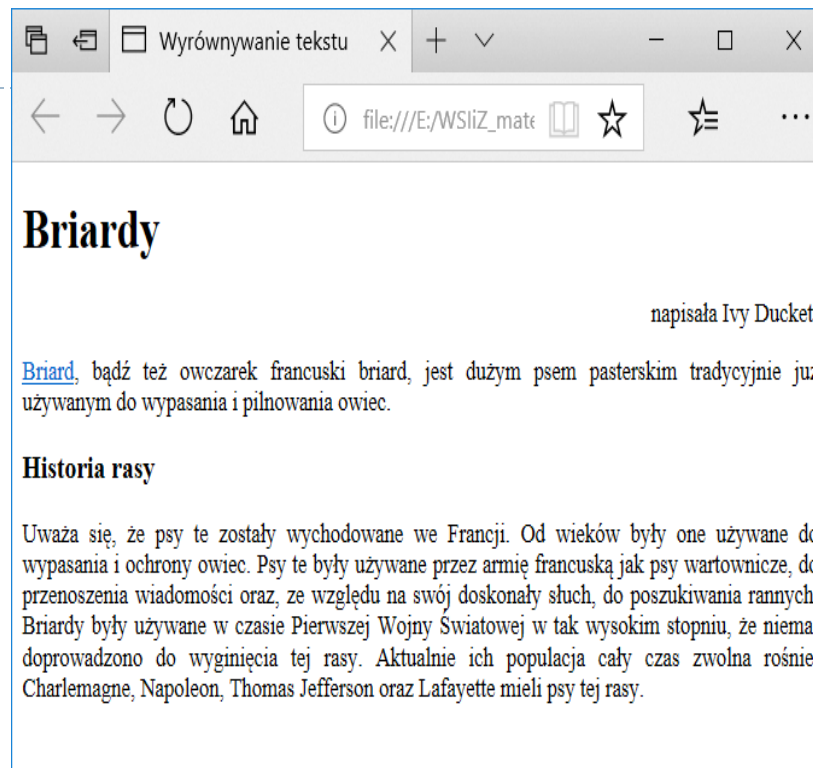 Wyrównywanie tekstu
file:///E:/WSIiZ_mate
Briardy
napisała Ivy Ducket
Briard, bądź też owczarek francuski briard, jest dużym psem pasterskim tradycyjnie już
używanym do wypasania i pilnowania owiec.
Historia rasy
Uważa się, że psy te zostały wychodowane we Francji. Od wieków były one używane do
wypasania i ochrony owiec. Psy te były używane przez armię francuską jak psy wartownicze, do
przenoszenia wiadomości oraz, ze względu na swój doskonały słuch, do poszukiwania rannych
Briardy były używane w czasie Pierwszej Wojny Światowej w tak wysokim stopniu, że niema
doprowadzono do wyginięcia tej rasy. Aktualnie ich populacja cały czas zwolna rośnie
Charlemagne, Napoleon, Thomas Jefferson oraz Lafayette mieli psy tej rasy.